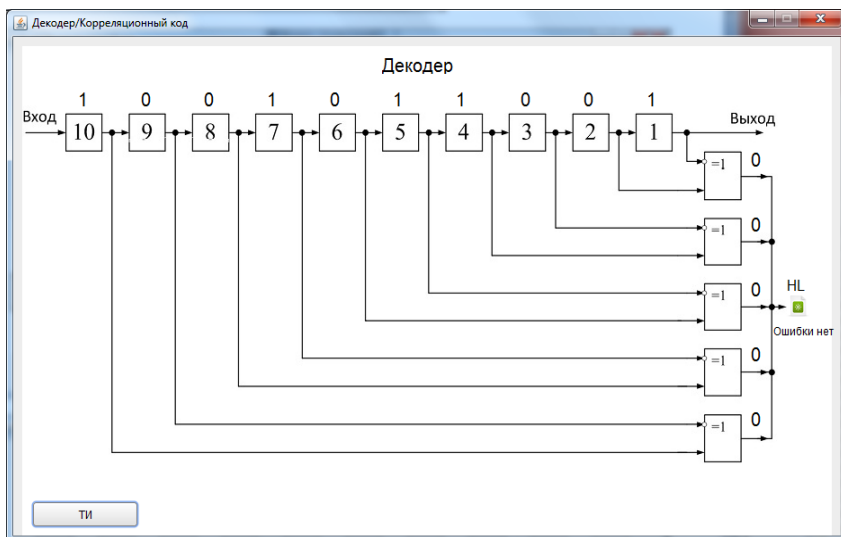 Декодер/Корреляционный код
Декодер
1 0 0 1 0 1 1 0 0 1
Вход 10 9 8 7 6 5 4 3 2 1 Выход
=1 0
=1 0
=1 0
HL
Ошибки нет
=1 0
=1 0
ТИ